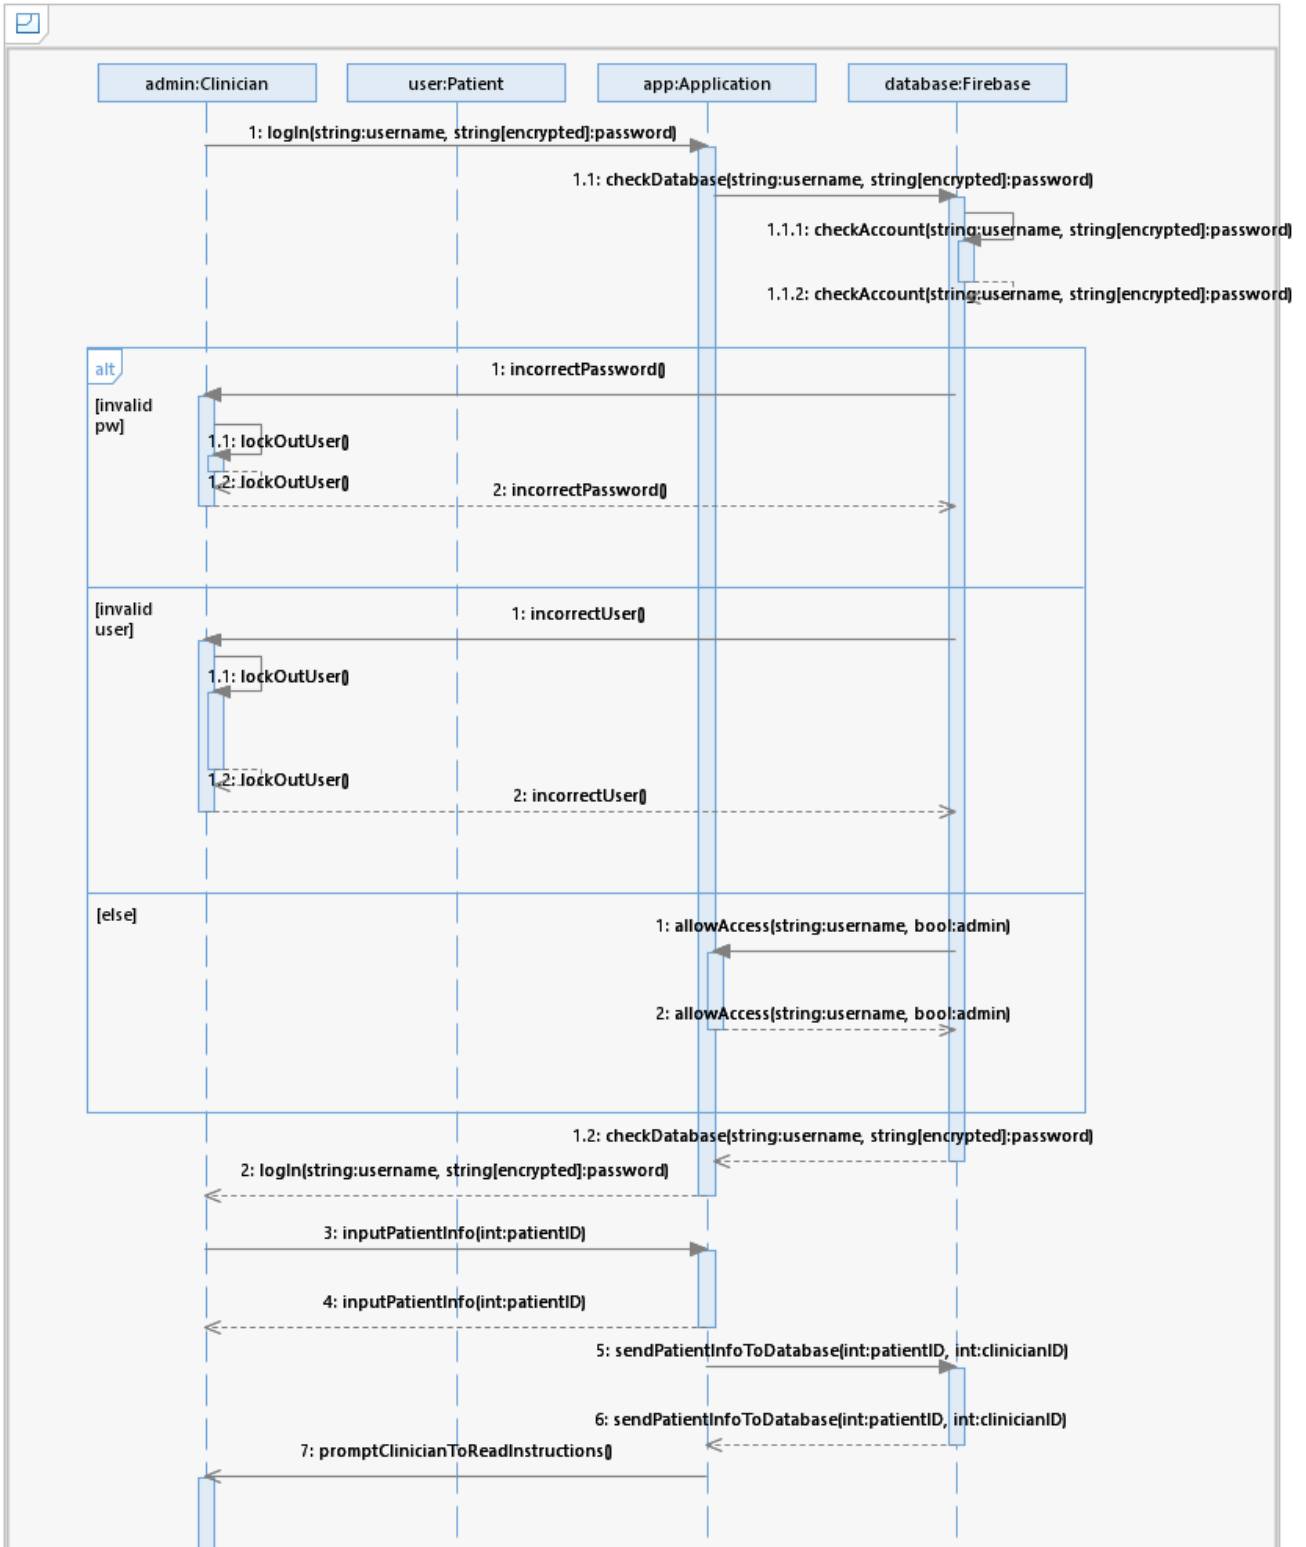 admin:Clinician
user:Patient
app:Application
database:Firebase
1: logIn(string:username, string[encrypted]:password)
1.1: checkDatabase(string:username, string[encrypted]:password)
1.1.1: checkAccount(string:username, string[encrypted]:password)
1.1.2: checkAccount(string:username, string[encrypted]:password)
alt
1: incorrectPassword()
[invalid
pw]
1.1: lockOutUser()
1.2: lockOutUser()
2: incorrectPassword()
[invalid
user]
1: incorrectUser()
1.1: lockOutUser()
1.2: lockOutUser()
2: incorrectUser()
[else]
1: allowAccess(string:username, bool:admin)
2: allowAccess(string:username, bool:admin)
1.2: checkDatabase(string:username, string[encrypted]:password)
2: logIn(string:username, string[encrypted]:password)
3: inputPatientInfo(int:patientID)
4: inputPatientInfo(int:patientID)
5: sendPatientInfoToDatabase(int:patientID, int:clinicianID)
6: sendPatientInfoToDatabase(int:patientID, int:clinicianID)
7: promptClinicianToReadInstructions()